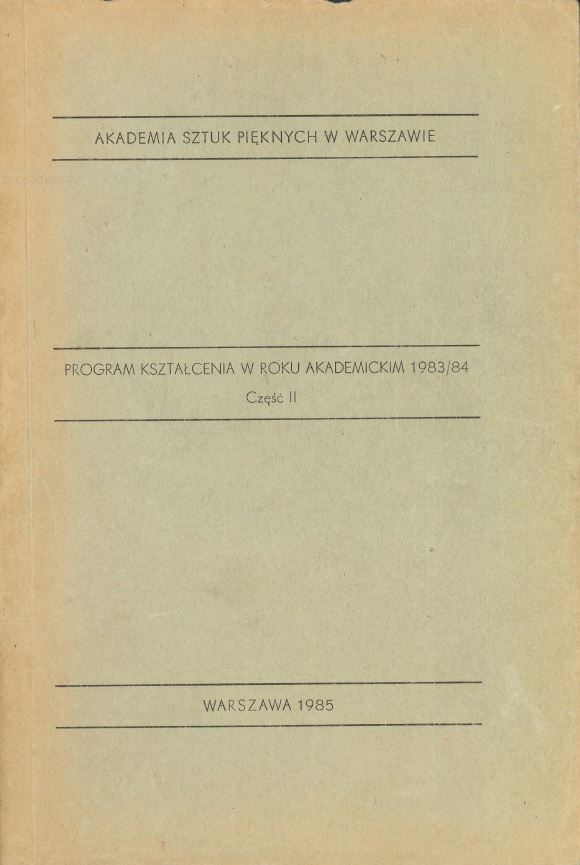 AKADEMIA SZTUK PIĘKNYCH W WARSZAWIE
PROGRAM KSZTAŁCENIA W ROKU AKADEMICKIM 1983/84
Część II
WARSZAWA 1985